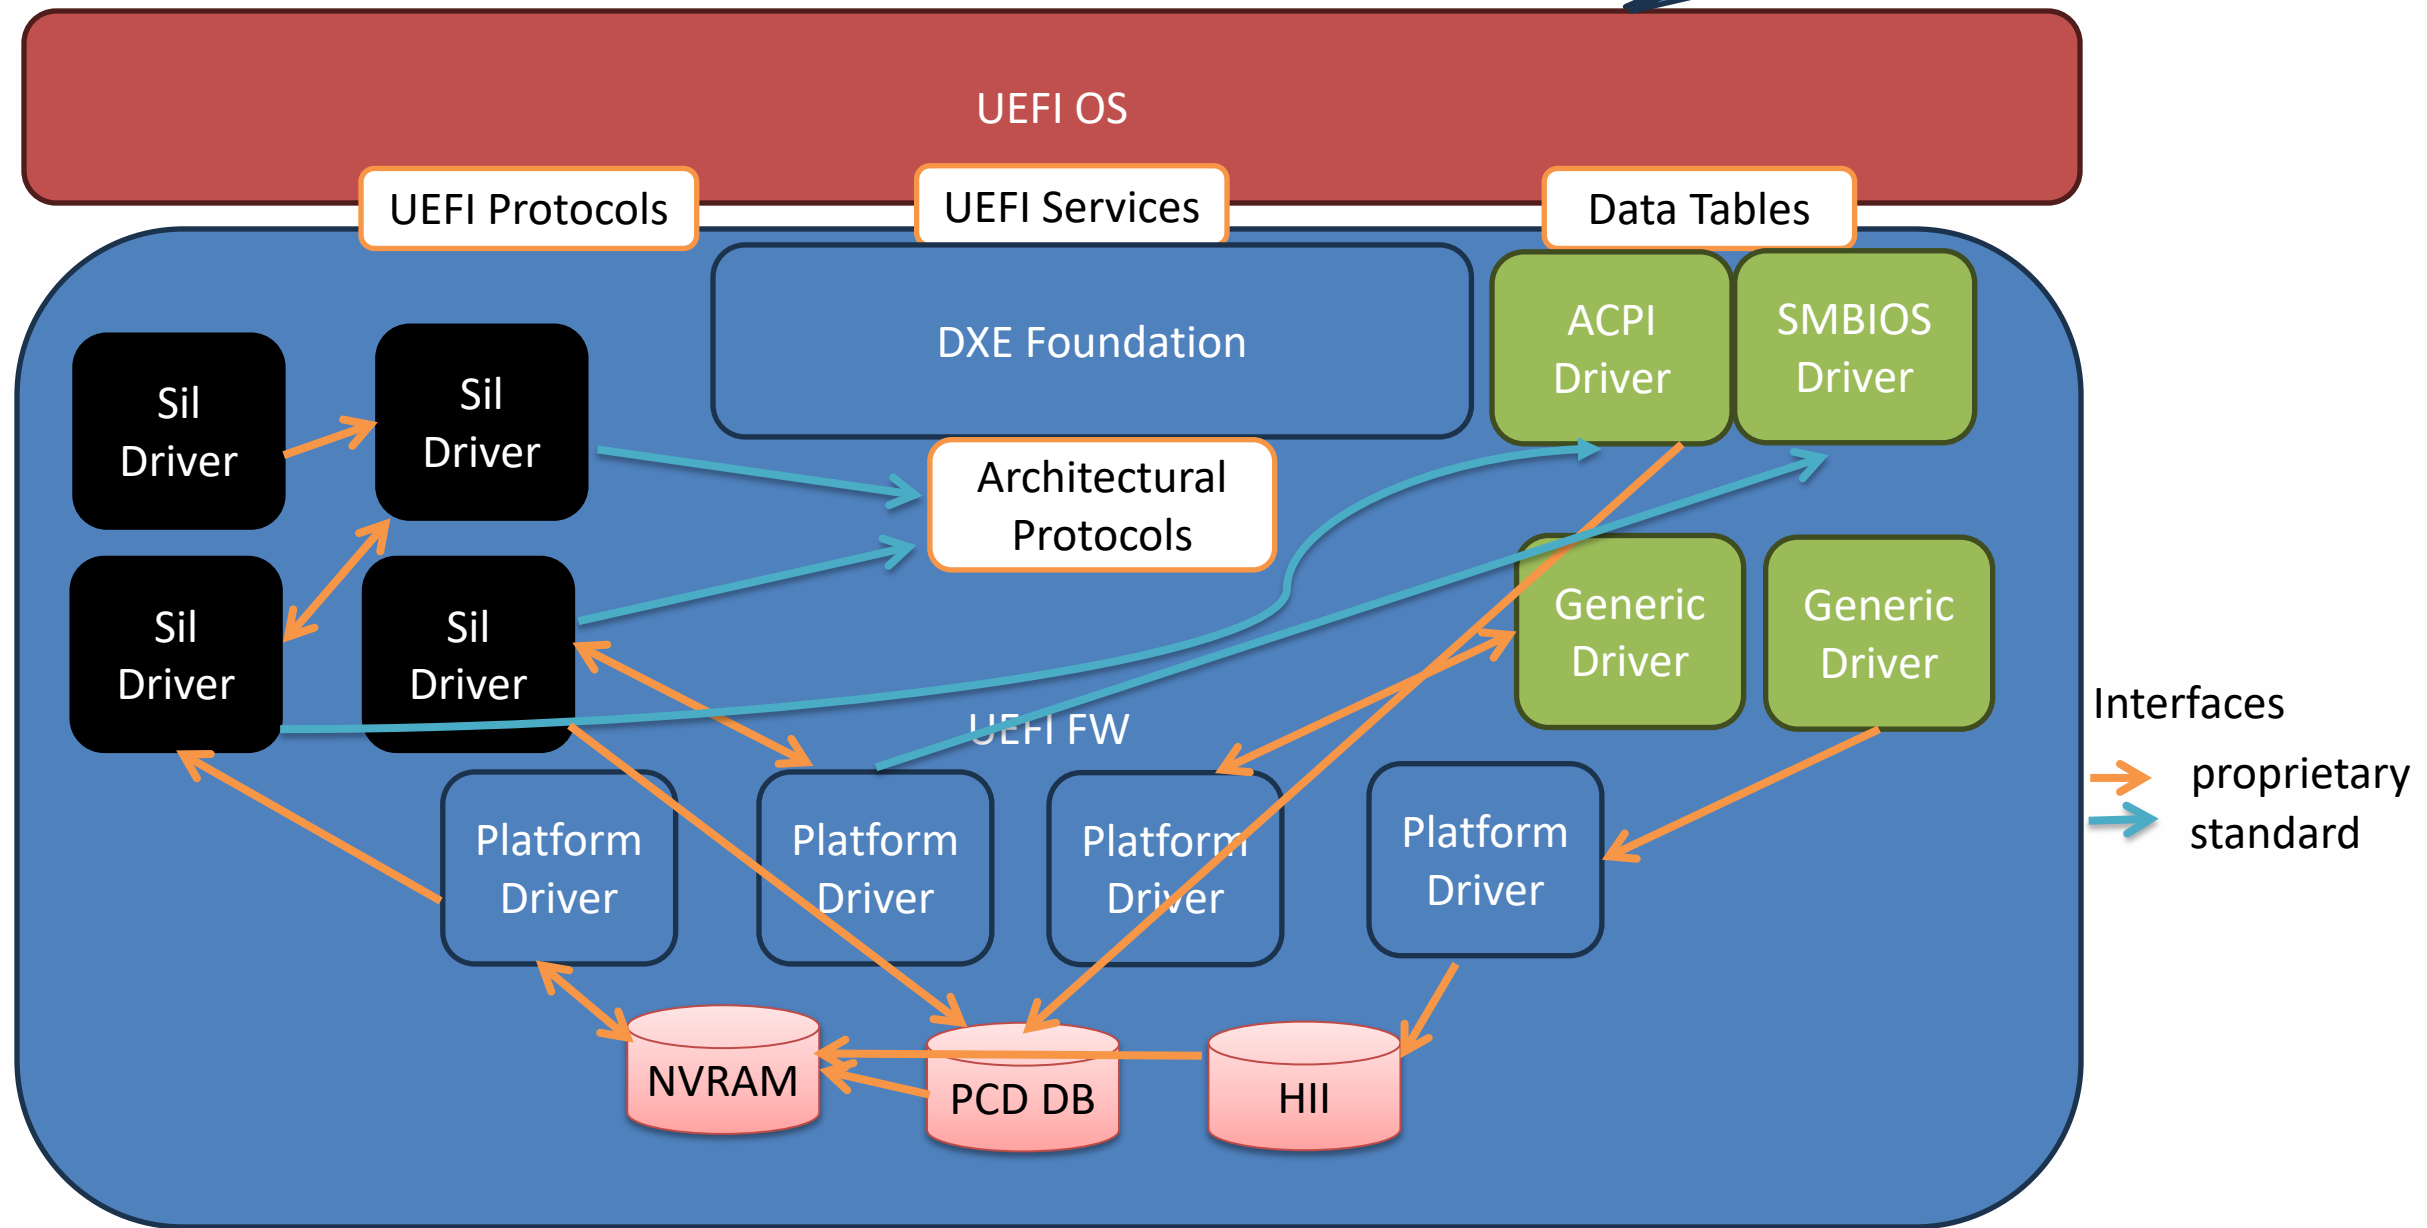 UEFI OS
UEFI Protocols
UEFI Services
Data Tables
DXE Foundation
ACPI
Driver
SMBIOS
Driver
Sil
Driver
Sil
Driver
Architectural
Protocols
Sil
Driver
Sil
Driver
Generic
Driver
Generic
Driver
UEFI FW
Interfaces
proprietary
standard
Platform
Driver
Platform
Driver
Platform
Driver
Platform
Driver
NVRAM
PCD DB
HII